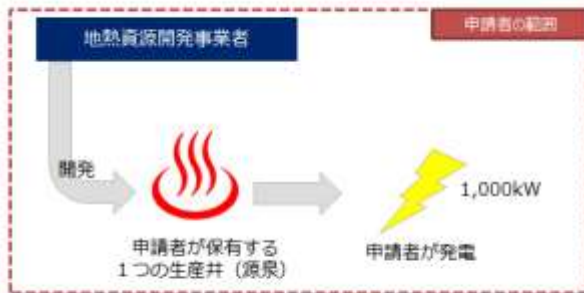 申請者の範囲
地熱資源開発事業者
開発
1,000kW
申請者が保有する
１つの生産井（源泉）
申請者が発電